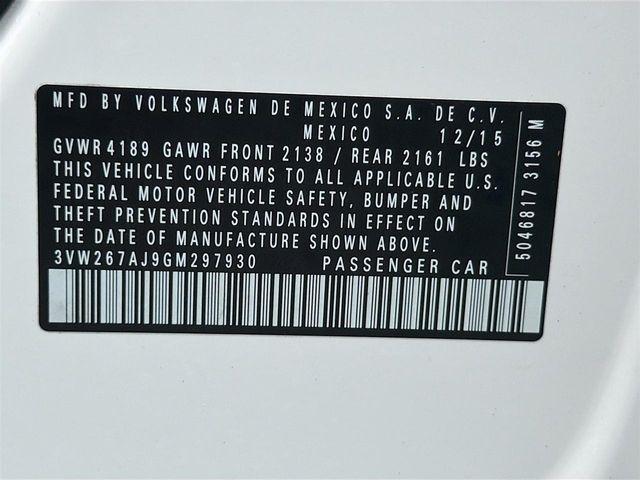 MFD BY VOLKSWAGEN DE MEXICO S.A. DE C.V.
MEXICO 12/15
GVWR 4189 GAWR FRONT 2138 / REAR 2161 LBS
THIS VEHICLE CONFORMS TO ALL APPLICABLE U.S.
FEDERAL MOTOR VEHICLE SAFETY, BUMPER AND
THEFT PREVENTION STANDARDS IN EFFECT ON
THE DATE OF MANUFACTURE SHOWN ABOVE.
3VW267AJ9GM297930 PASSENGER CAR
5046817 3156 M